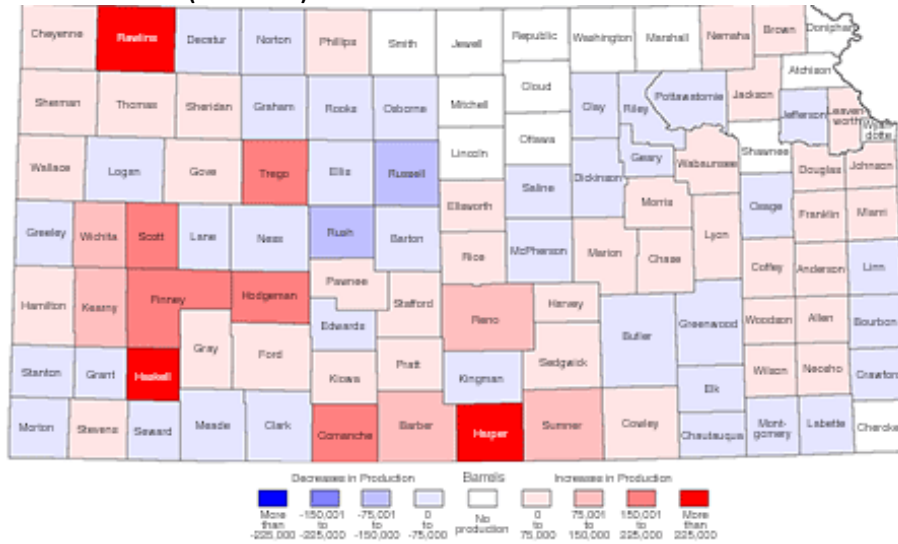 Cheyenne Rawlins Decatur Norton Phillips Smith Jewell Republic Washington Marshall Nemaha Brown Doniphan
Atchison
Sherman Thomas Sheridan Graham Rooks Osborne Mitchell Cloud Clay Riley Pottawatomie Jackson Jefferson Leaven-
worth
Wyan-
dotte
Ottawa
Wallace Logan Gove Trego Ellis Russell Lincoln Saline Dickinson Geary Wabaunsee Shawnee Douglas Johnson
Ellsworth Morris Osage Franklin Miami
Greeley Wichita Scott Lane Ness Rush Barton Rice McPherson Marion Chase Lyon Coffey Anderson Linn
Pawnee
Hamilton Kearny Finney Hodgeman Stafford Reno Harvey Butler Greenwood Woodson Allen Bourbon
Edwards
Gray Ford Sedgwick
Stanton Grant Haskell Kiowa Pratt Kingman Elk Wilson Neosho Crawford
Morton Stevens Seward Meade Clark Comanche Barber Harper Sumner Cowley Chautauqua Mont-
gomery
Labette Cheroke
Decreases in Production Barrels Increases in Production
More
than
-225,000
-150,001
to
-225,000
-75,001
to
-150,000
0
to
-75,000
No
production
0
to
75,000
75,001
to
150,000
150,001
to
225,000
More
than
225,000